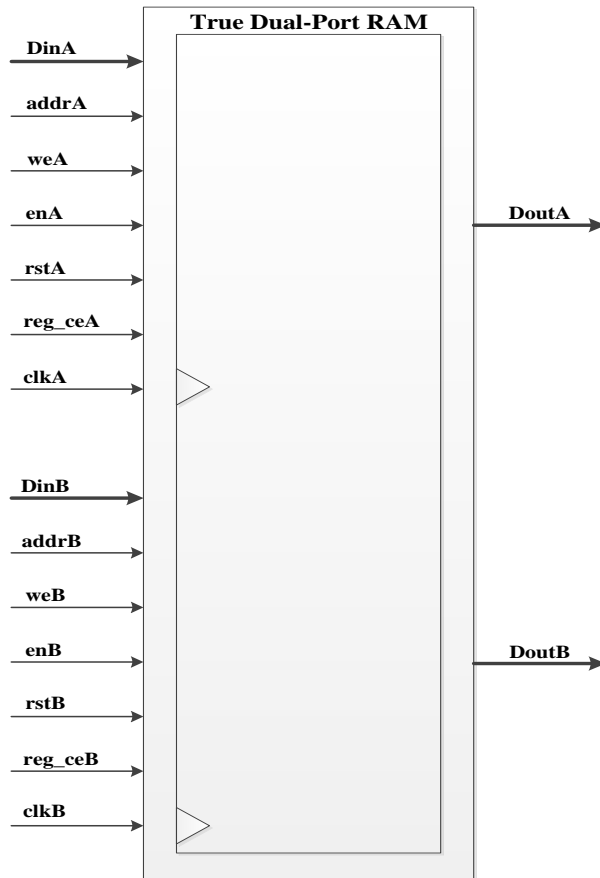 True Dual-Port RAM
DinA
addrA
weA
enA
DoutA
rstA
reg_ceA
clkA
DinB
addrB
weB
enB
DoutB
rstB
reg_ceB
clkB